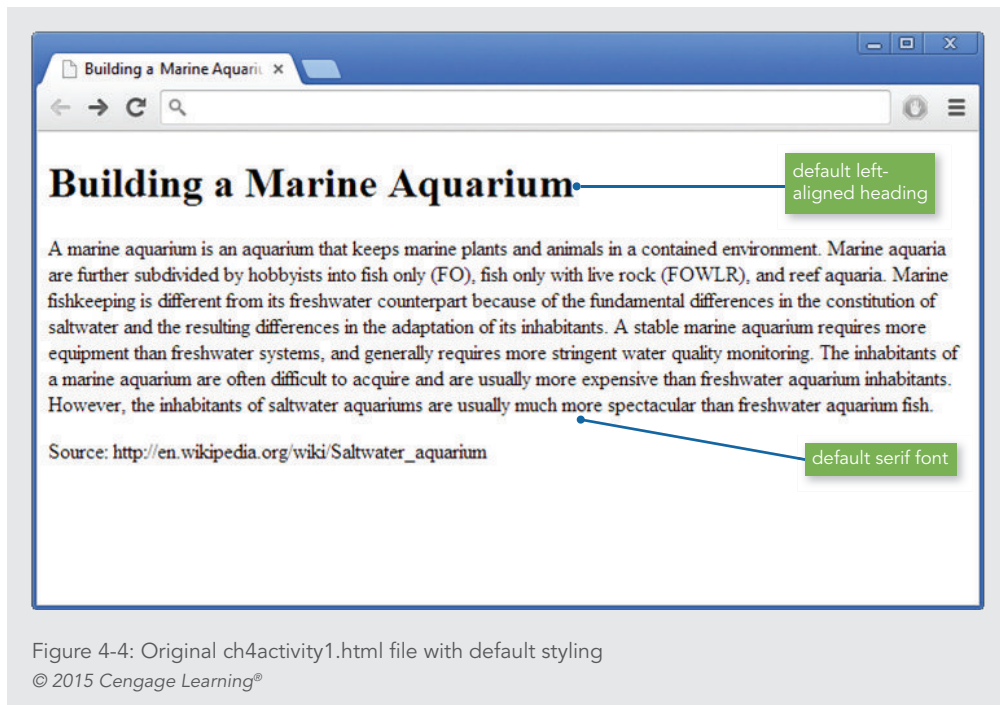 Building a Marine Aquari
Building a Marine Aquarium
default left-
aligned heading
A marine aquarium is an aquarium that keeps marine plants and animals in a contained environment. Marine aquaria
are further subdivided by hobbyists into fish only (FO), fish only with live rock (FOWLR), and reef aquaria. Marine
fishkeeping is different from its freshwater counterpart because of the fundamental differences in the constitution of
saltwater and the resulting differences in the adaptation of its inhabitants. A stable marine aquarium requires more
equipment than freshwater systems, and generally requires more stringent water quality monitoring. The inhabitants of
a marine aquarium are often difficult to acquire and are usually more expensive than freshwater aquarium inhabitants.
However, the inhabitants of saltwater aquariums are usually much more spectacular than freshwater aquarium fish.
default serif font
Source: http://en.wikipedia.org/wiki/Saltwater_aquarium
Figure 4-4: Original ch4activity1.html file with default styling
© 2015 Cengage Learning®